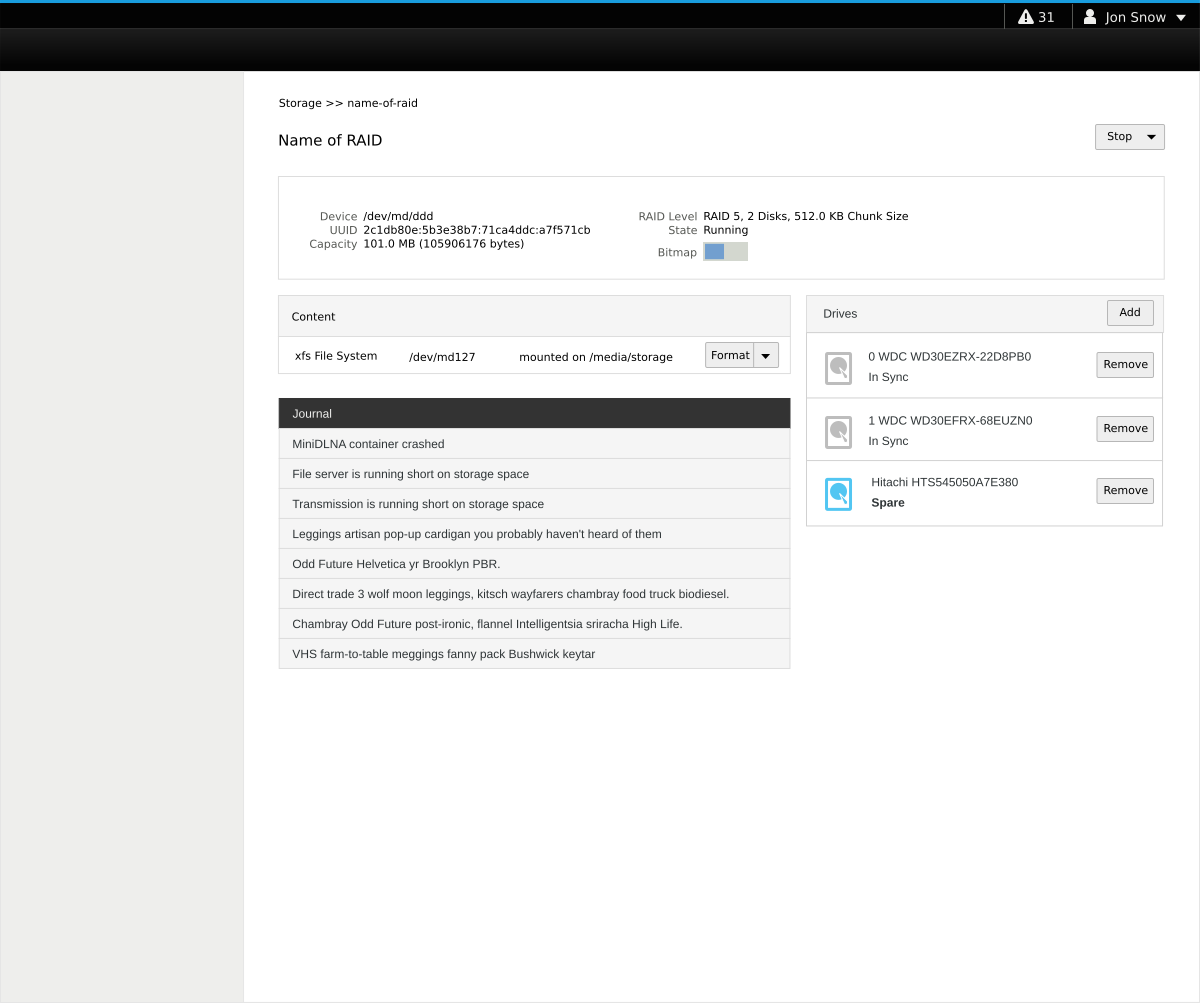 31 Jon Snow
Storage >> name-of-raid
Name of RAID
Stop
Device /dev/md/ddd
UUID 2c1db80e:5b3e38b7:71ca4ddc:a7f571cb
Capacity 101.0 MB (105906176 bytes)
RAID Level RAID 5, 2 Disks, 512.0 KB Chunk Size
State Running
Bitmap
Content
xfs File System /dev/md127 mounted on /media/storage Format
Journal
MiniDLNA container crashed
File server is running short on storage space
Transmission is running short on storage space
Leggings artisan pop-up cardigan you probably haven't heard of them
Odd Future Helvetica yr Brooklyn PBR.
Direct trade 3 wolf moon leggings, kitsch wayfarers chambray food truck biodiesel.
Chambray Odd Future post-ironic, flannel Intelligentsia sriracha High Life.
VHS farm-to-table meggings fanny pack Bushwick keytar
Drives Add
0 WDC WD30EZRX-22D8PB0
In Sync
Remove
1 WDC WD30EFRX-68EUZN0
In Sync
Remove
Hitachi HTS545050A7E380
Spare
Remove